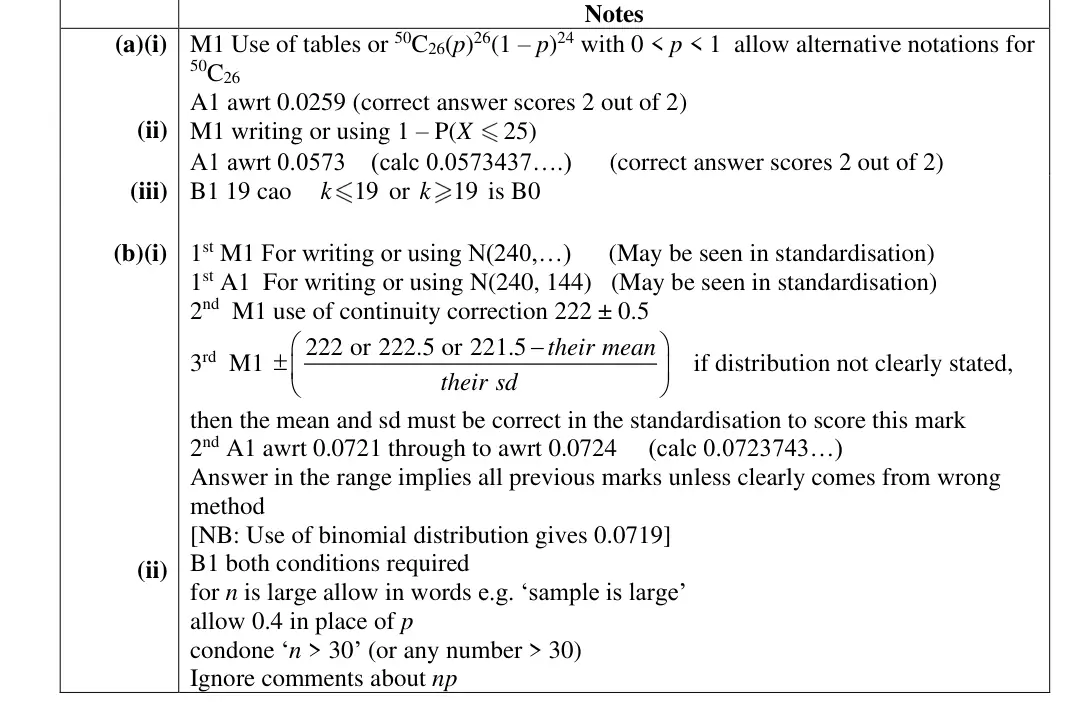 Notes
(a)(i) M1 Use of tables or ⁵⁰C₂₆(p)²⁶(1 – p)²⁴ with 0 < p < 1 allow alternative notations for
⁵⁰C₂₆
A1 awrt 0.0259 (correct answer scores 2 out of 2)
(ii) M1 writing or using 1 – P(X ⩽ 25)
A1 awrt 0.0573 (calc 0.0573437….) (correct answer scores 2 out of 2)
(iii) B1 19 cao k⩽19 or k⩾19 is B0
(b)(i) 1ˢᵗ M1 For writing or using N(240,…) (May be seen in standardisation)
1ˢᵗ A1 For writing or using N(240, 144) (May be seen in standardisation)
2ⁿᵈ M1 use of continuity correction 222 ± 0.5
3ʳᵈ M1 ±((222 or 222.5 or 221.5 − their mean)/(their sd)) if distribution not clearly stated,
then the mean and sd must be correct in the standardisation to score this mark
2ⁿᵈ A1 awrt 0.0721 through to awrt 0.0724 (calc 0.0723743…)
Answer in the range implies all previous marks unless clearly comes from wrong
method
[NB: Use of binomial distribution gives 0.0719]
(ii) B1 both conditions required
for n is large allow in words e.g. ‘sample is large’
allow 0.4 in place of p
condone ‘n > 30’ (or any number > 30)
Ignore comments about np